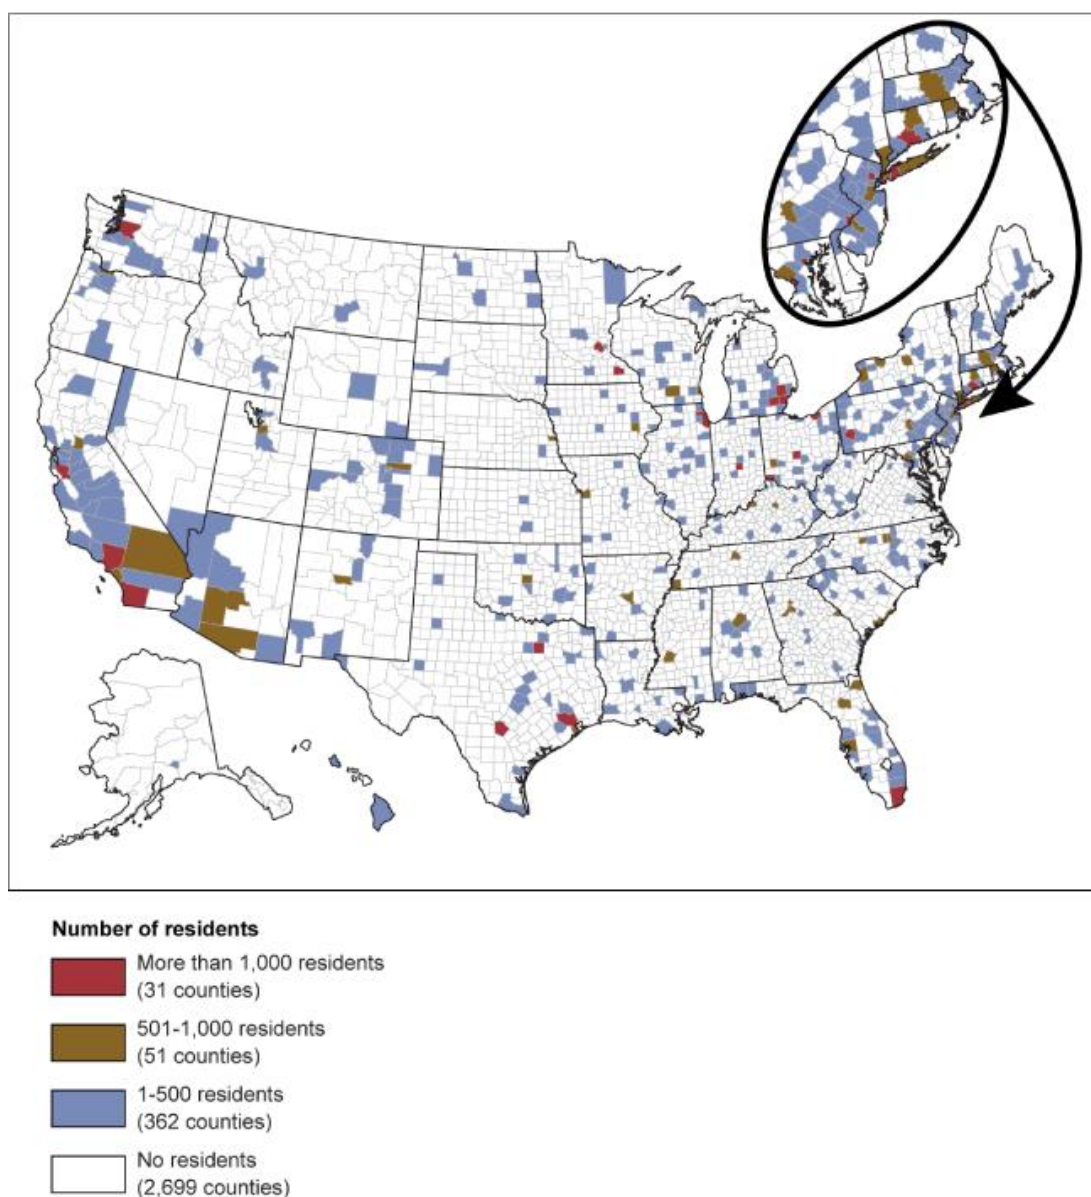 Number of residents
More than 1,000 residents
(31 counties)
501-1,000 residents
(51 counties)
1-500 residents
(362 counties)
No residents
(2,699 counties)